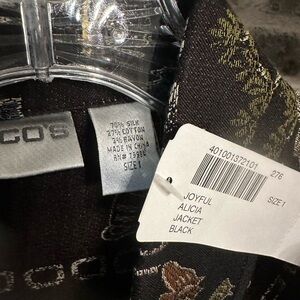 CO'S
70% SILK
27% COTTON
3% RAYON
MADE IN CHINA
SIZE 1
401001372101
276
JOYFUL
SIZE 1
ALICIA
JACKET
BLACK